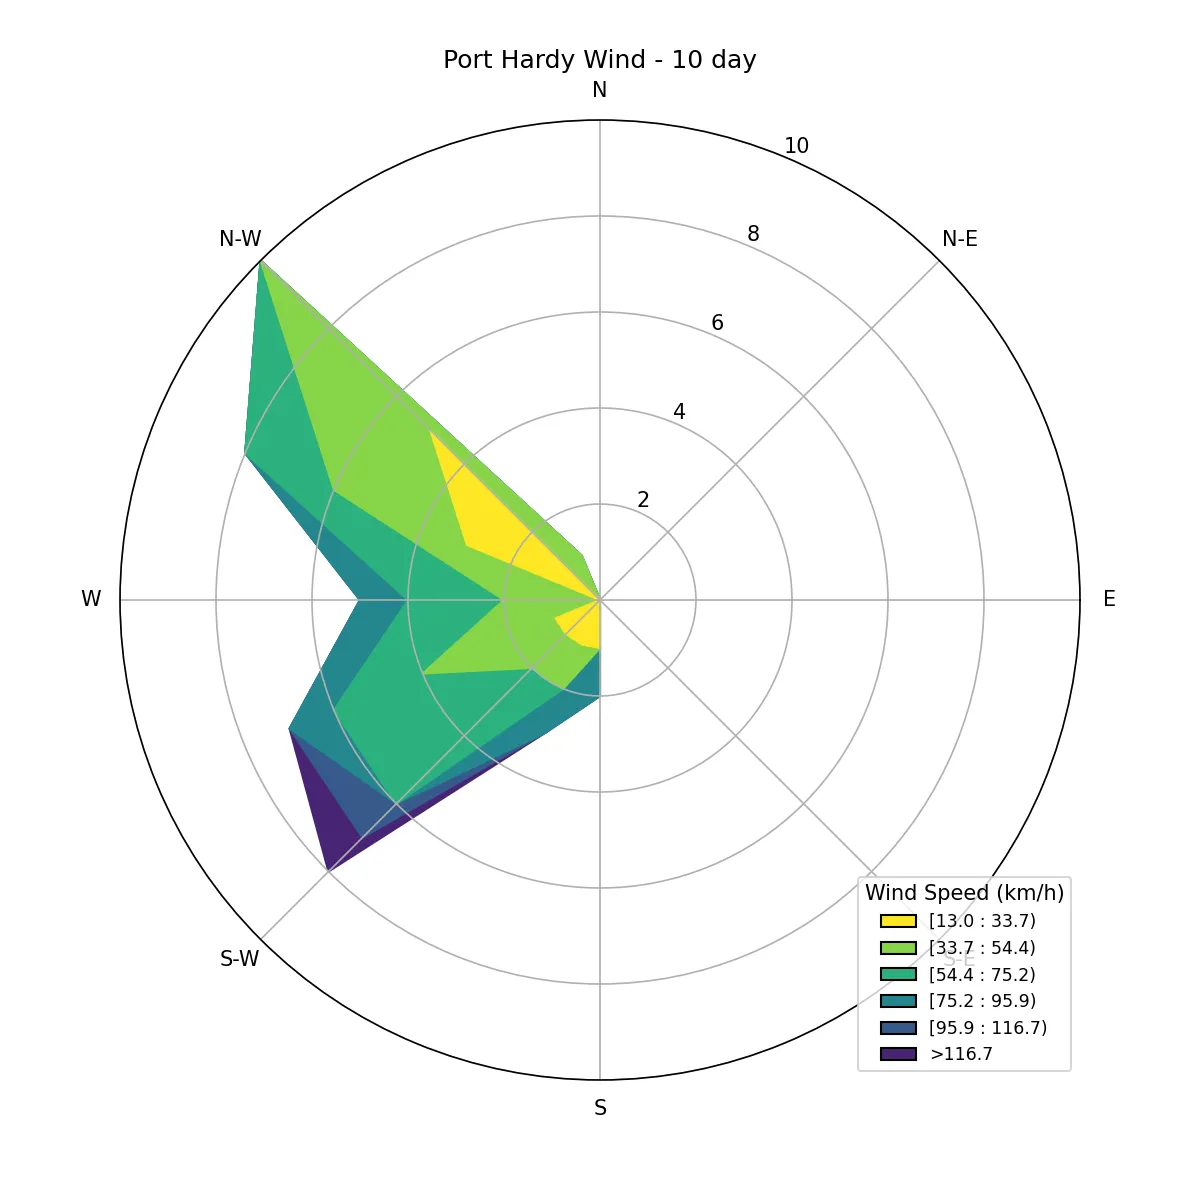 Port Hardy Wind - 10 day
N
10
N-W
N-E
8
6
4
2
W
E
S-W
S-E
S
Wind Speed (km/h)
[13.0 : 33.7)
[33.7 : 54.4)
[54.4 : 75.2)
[75.2 : 95.9)
[95.9 : 116.7)
>116.7